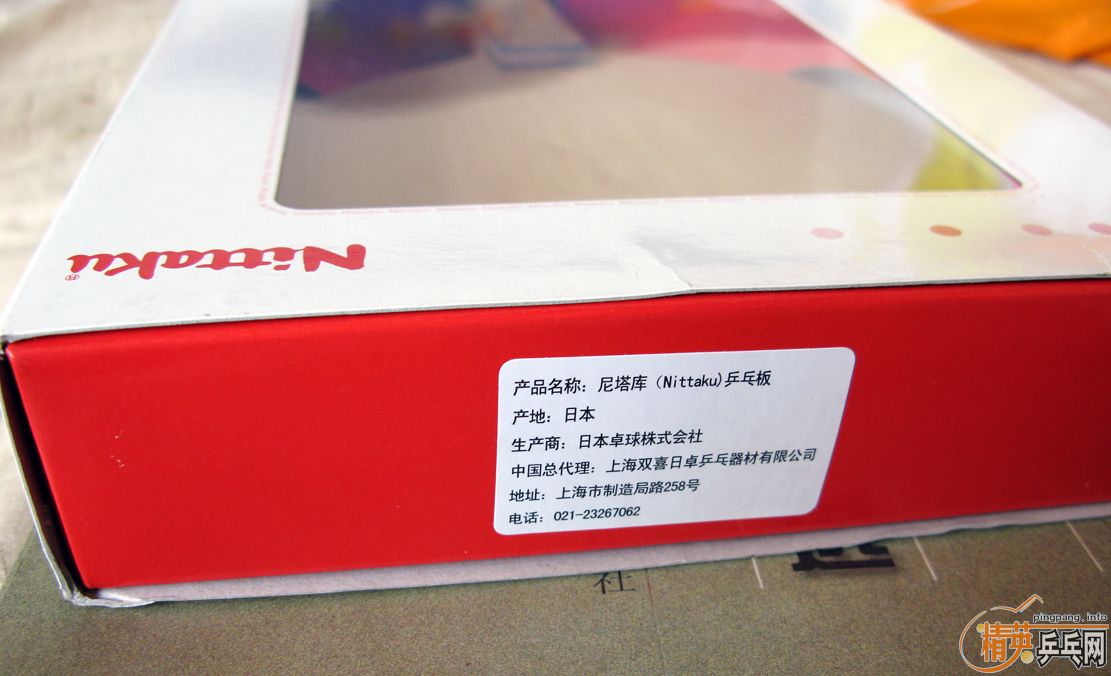 Nittaku®
产品名称：尼塔库（Nittaku)乒乓板
产地：日本
生产商：日本卓球株式会社
中国总代理：上海双喜日卓乒乓器材有限公司
地址：上海市制造局路258号
电话：021-23267062
社
pingpang.info
精英乒乓网